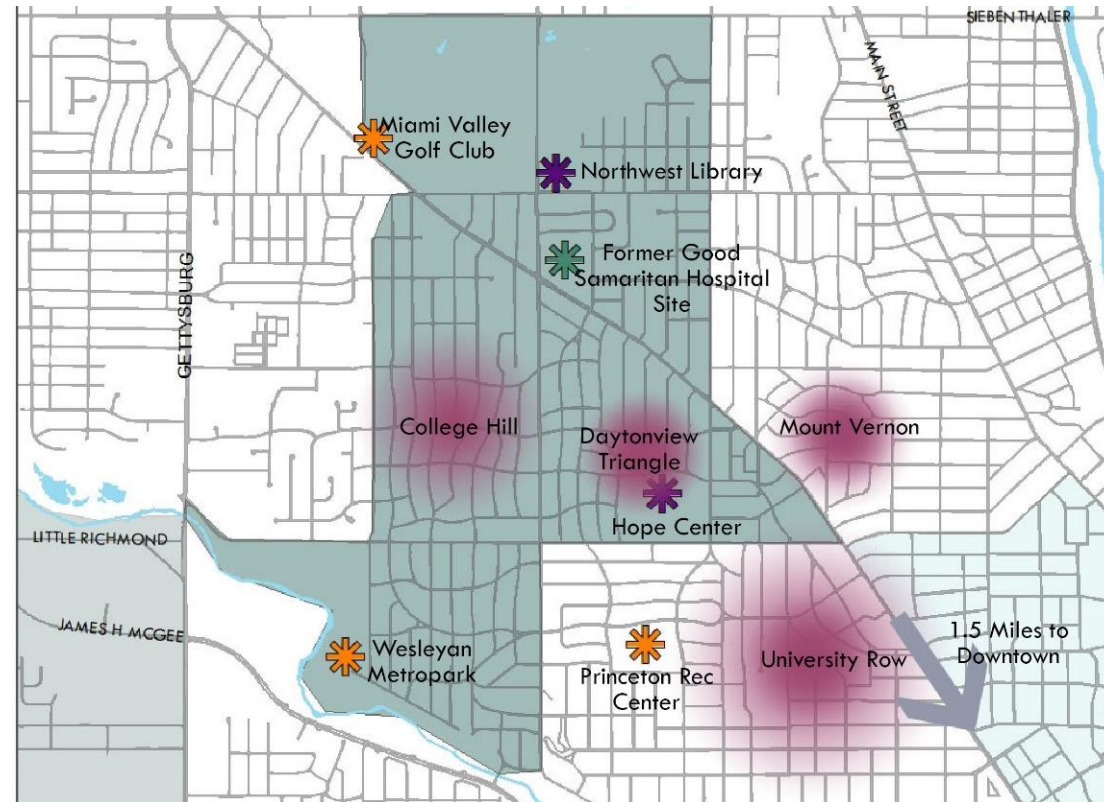 SIEBENTHALER
MAIN STREET
Miami Valley
Golf Club
Northwest Library
Former Good
Samaritan Hospital
Site
GETTYSBURG
College Hill
Daytonview
Triangle
Mount Vernon
Hope Center
LITTLE RICHMOND
JAMES H MCGEE
Wesleyan
Metropark
Princeton Rec
Center
University Row
1.5 Miles to
Downtown